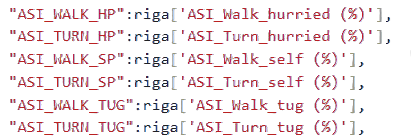 "ASI_WALK_HP":riga['ASI_Walk_hurried (%)'],
"ASI_TURN_HP":riga['ASI_Turn_hurried (%)'],
"ASI_WALK_SP":riga['ASI_Walk_self (%)'],
"ASI_TURN_SP":riga['ASI_Turn_self (%)'],
"ASI_WALK_TUG":riga['ASI_Walk_tug (%)'],
"ASI_TURN_TUG":riga['ASI_Turn_tug (%)'],